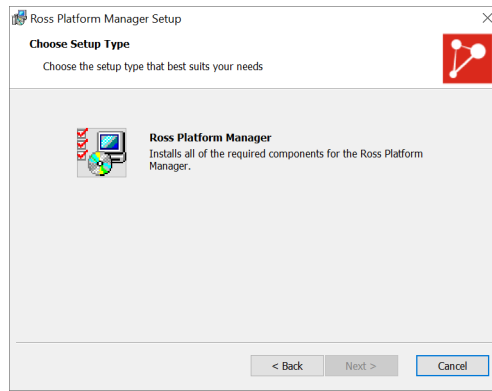 Ross Platform Manager Setup
Choose Setup Type
Choose the setup type that best suits your needs
Ross Platform Manager
Installs all of the required components for the Ross Platform
Manager.
< Back
Next >
Cancel